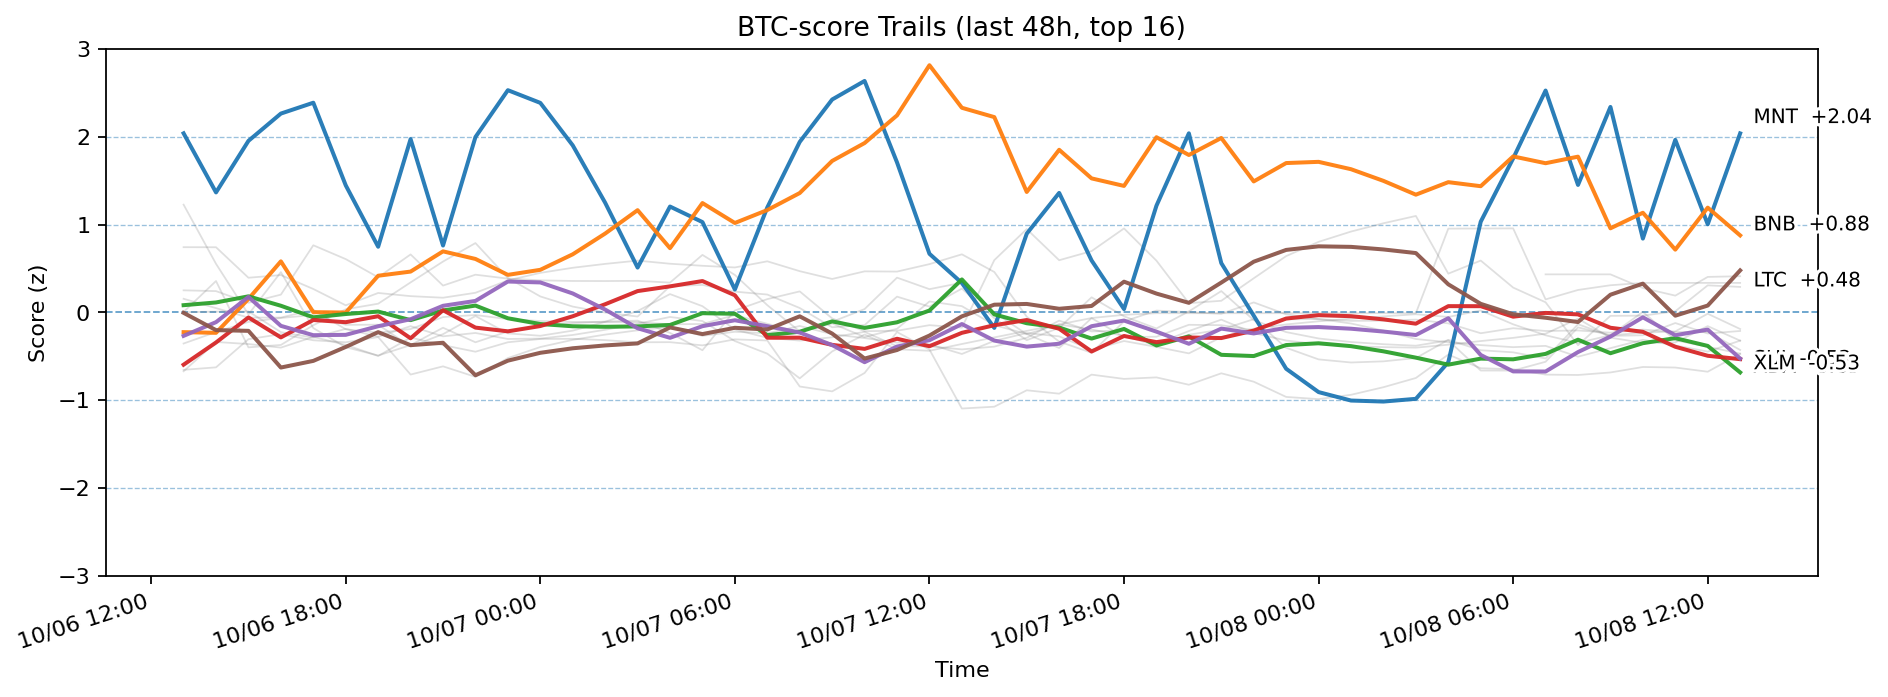 BTC-score Trails (last 48h, top 16)
Score (z)
3
2
1
0
−1
−2
−3
MNT +2.04
BNB +0.88
LTC +0.48
XLM -0.53
10/06 12:00
10/06 18:00
10/07 00:00
10/07 06:00
10/07 12:00
10/07 18:00
10/08 00:00
10/08 06:00
10/08 12:00
Time